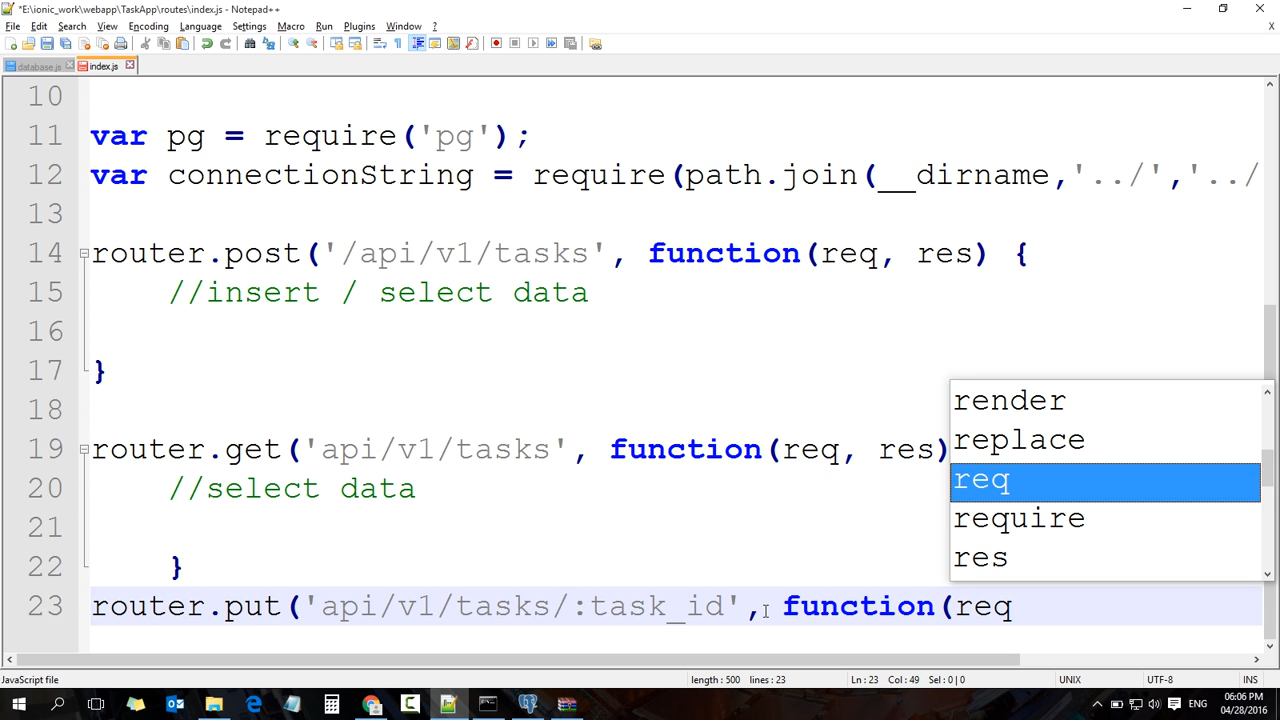 *E:\ionic_work\webapp\TaskApp\routes\index.js - Notepad++
File Edit Search View Encoding Language Settings Macro Run Plugins Window ?
database.js index.js
10
11 var pg = require('pg');
12 var connectionString = require(path.join(__dirname,'../','../
13
14 router.post('/api/v1/tasks', function(req, res) {
15 //insert / select data
16
17 }
18
19 router.get('api/v1/tasks', function(req, res)
20 //select data
21
22 }
23 router.put('api/v1/tasks/:task_id', function(req
render
replace
req
require
res
JavaScript file length : 500 lines : 23 Ln : 23 Col : 49 Sel : 0 | 0 UNIX UTF-8 INS
ENG
06:06 PM
04/28/2016